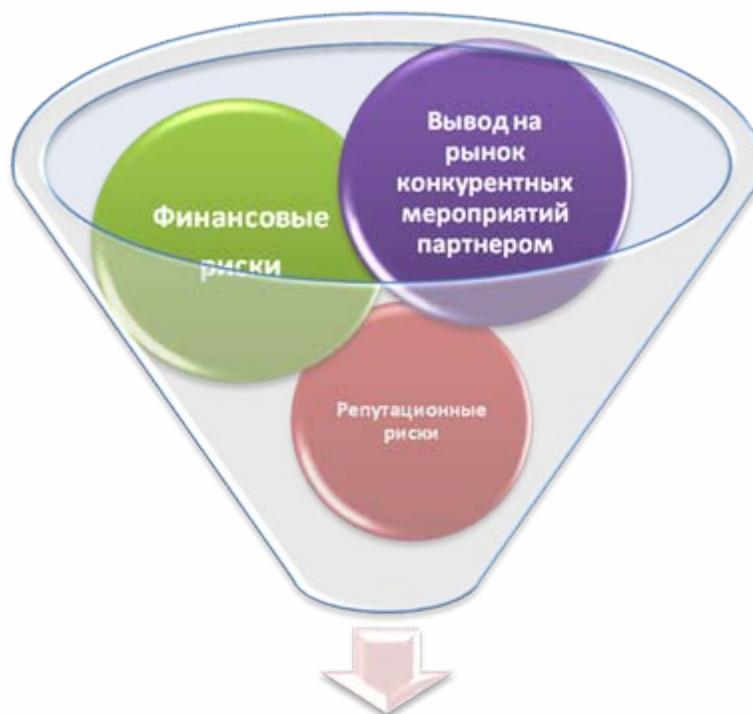 Финансовые
риски
Вывод на
рынок
конкурентных
мероприятий
партнером
Репутационные
риски